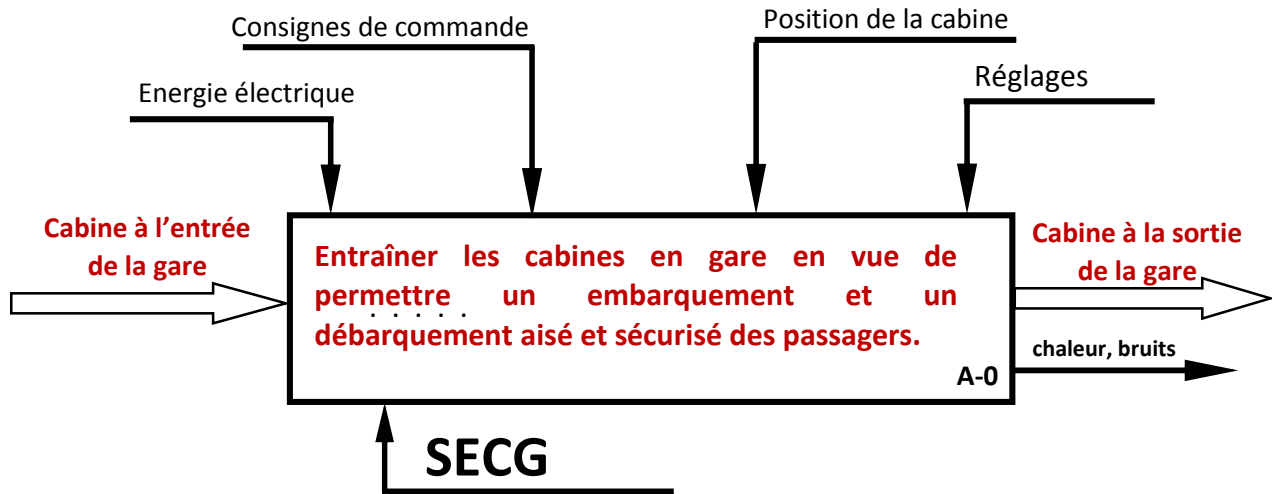 Consignes de commande
Position de la cabine
Energie électrique
Réglages
Cabine à l’entrée
de la gare
Entraîner les cabines en gare en vue de
permettre un embarquement et un
. . . . .
débarquement aisé et sécurisé des passagers.
A-0
Cabine à la sortie
de la gare
chaleur, bruits
SECG